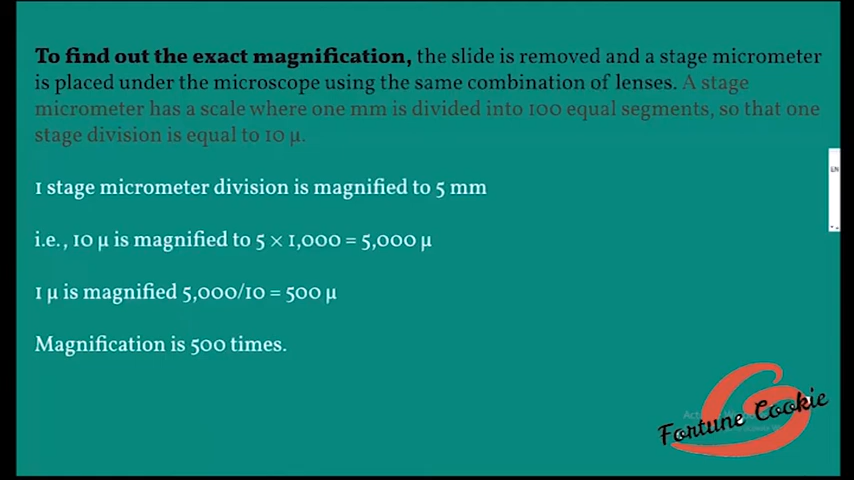 To find out the exact magnification, the slide is removed and a stage micrometer
is placed under the microscope using the same combination of lenses. A stage
micrometer has a scale where one mm is divided into 100 equal segments, so that one
stage division is equal to 10 µ.
1 stage micrometer division is magnified to 5 mm
i.e., 10 µ is magnified to 5 × 1,000 = 5,000 µ
1 µ is magnified 5,000/10 = 500 µ
Magnification is 500 times.
EN
Fortune Cookie